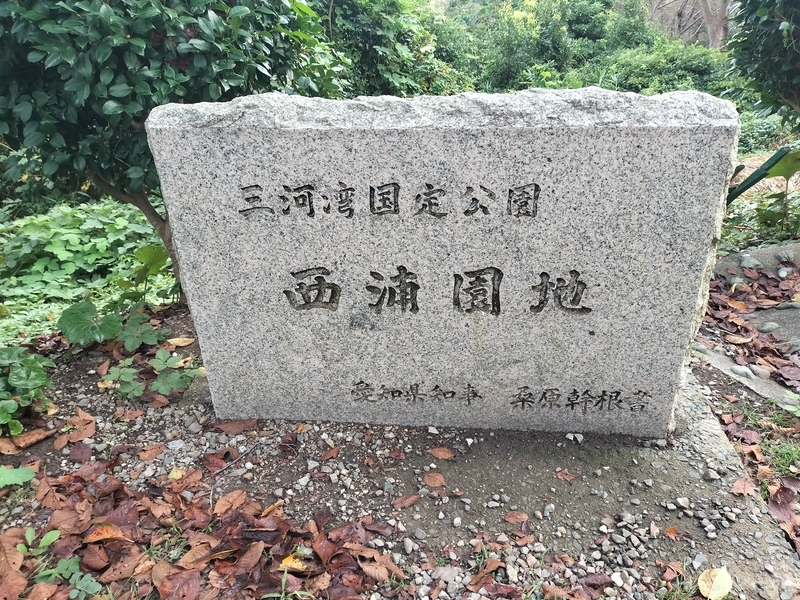 三河湾国定公園
西浦園地
愛知県知事 桑原幹根書